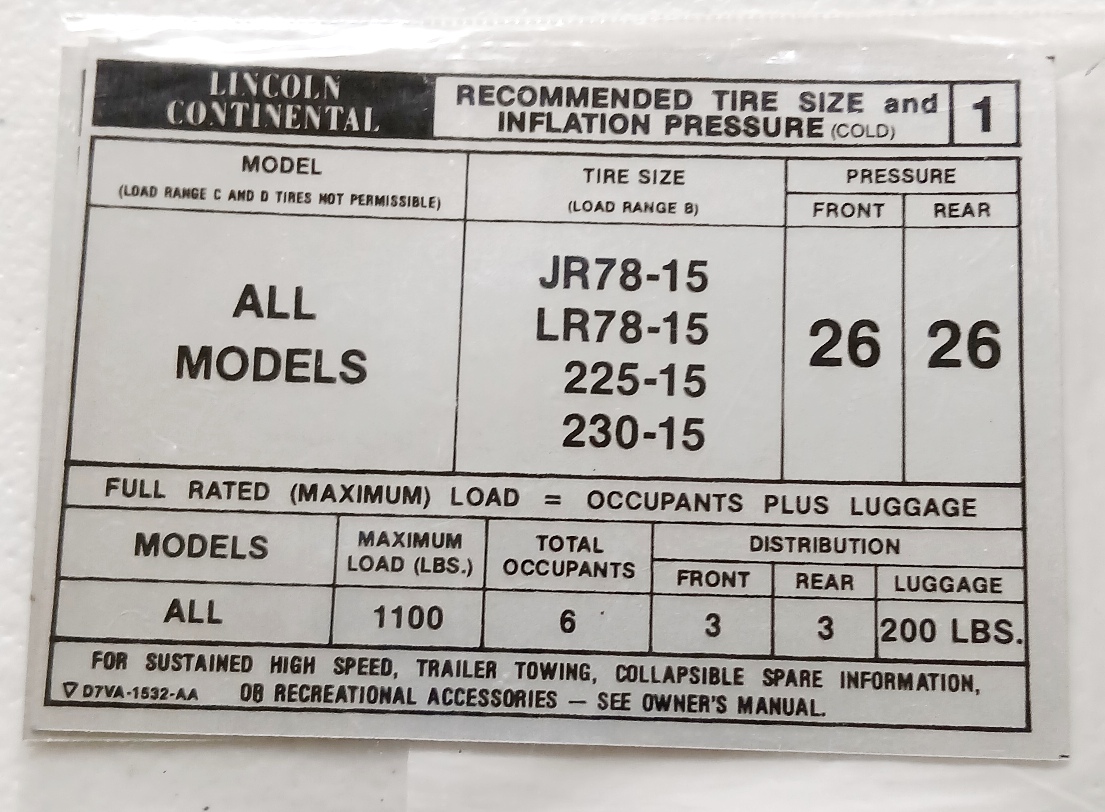 LINCOLN
CONTINENTAL
RECOMMENDED TIRE SIZE and
INFLATION PRESSURE (COLD)
1
MODEL
(LOAD RANGE C AND D TIRES NOT PERMISSIBLE)
TIRE SIZE
(LOAD RANGE B)
PRESSURE
FRONT
REAR
ALL
MODELS
JR78-15
LR78-15
225-15
230-15
26
26
FULL RATED (MAXIMUM) LOAD = OCCUPANTS PLUS LUGGAGE
MODELS
MAXIMUM
LOAD (LBS.)
TOTAL
OCCUPANTS
DISTRIBUTION
FRONT
REAR
LUGGAGE
ALL
1100
6
3
3
200 LBS.
FOR SUSTAINED HIGH SPEED, TRAILER TOWING, COLLAPSIBLE SPARE INFORMATION,
▽ D7VA-1532-AA OB RECREATIONAL ACCESSORIES — SEE OWNER'S MANUAL.